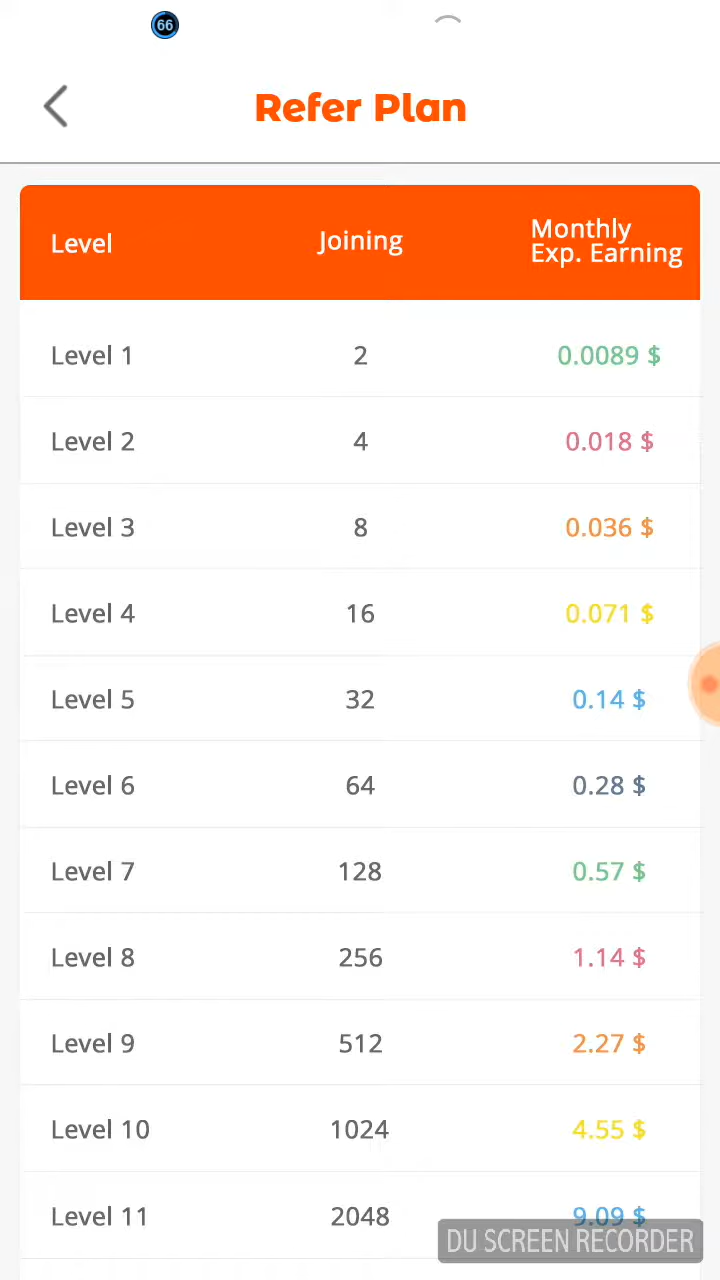 66
Refer Plan
Level Joining Monthly Exp. Earning
Level 1 2 0.0089 $
Level 2 4 0.018 $
Level 3 8 0.036 $
Level 4 16 0.071 $
Level 5 32 0.14 $
Level 6 64 0.28 $
Level 7 128 0.57 $
Level 8 256 1.14 $
Level 9 512 2.27 $
Level 10 1024 4.55 $
Level 11 2048 9.09 $
DU SCREEN RECORDER